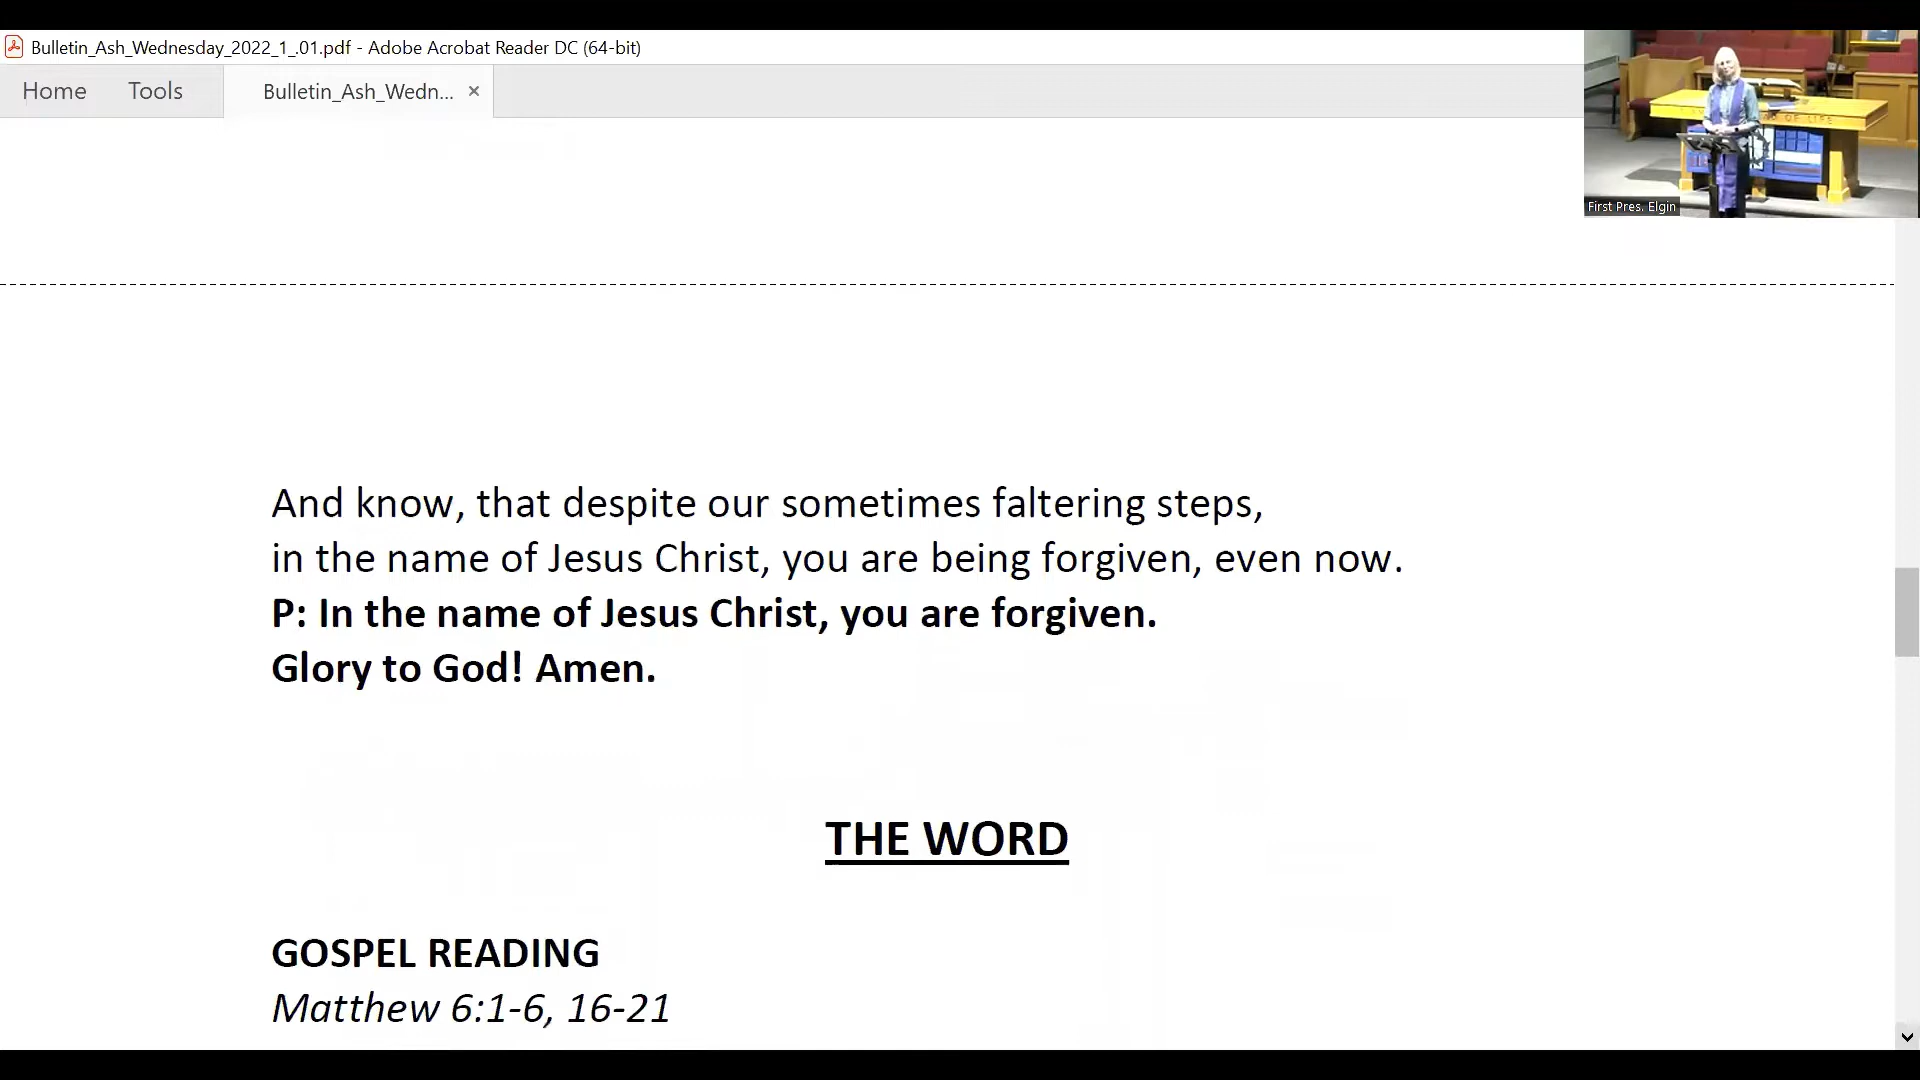 Bulletin_Ash_Wednesday_2022_1_.01.pdf - Adobe Acrobat Reader DC (64-bit)
Home Tools Bulletin_Ash_Wedn... ×
OF LIFE
First Pres. Elgin
And know, that despite our sometimes faltering steps,
in the name of Jesus Christ, you are being forgiven, even now.
P: In the name of Jesus Christ, you are forgiven.
Glory to God! Amen.
THE WORD
GOSPEL READING
Matthew 6:1-6, 16-21